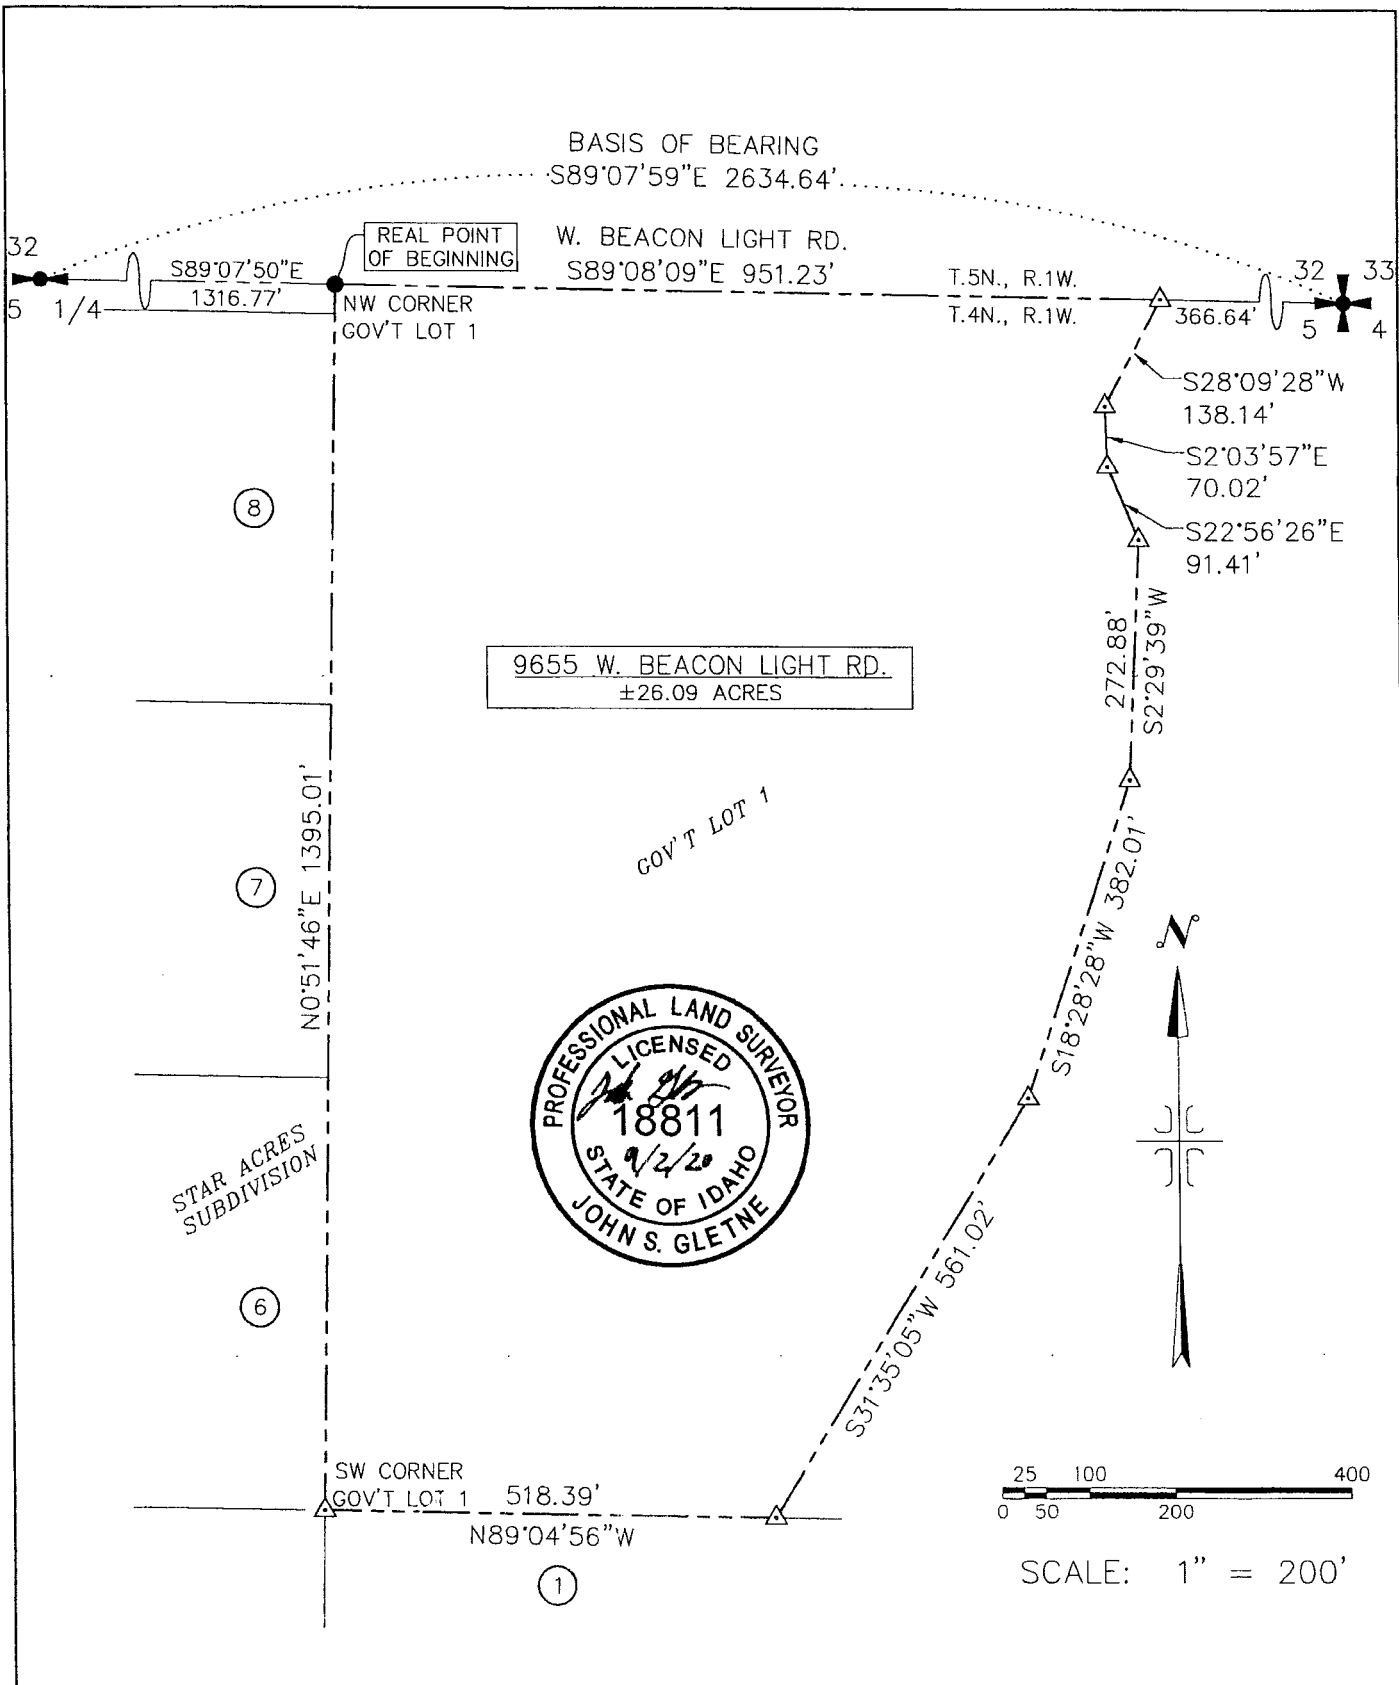 BASIS OF BEARING
S89°07'59"E 2634.64'
32
5
1/4
S89°07'50"E
1316.77'
REAL POINT
OF BEGINNING
NW CORNER
GOV'T LOT 1
W. BEACON LIGHT RD.
S89°08'09"E 951.23'
T.5N., R.1W.
T.4N., R.1W.
366.64'
32
33
5
4
S28°09'28"W
138.14'
S2°03'57"E
70.02'
S22°56'26"E
91.41'
8
9655 W. BEACON LIGHT RD.
±26.09 ACRES
272.88'
S2°29'39"W
GOV'T LOT 1
N0°51'46"E 1395.01'
7
S18°28'28"W 382.01'
N
PROFESSIONAL LAND SURVEYOR
LICENSED
18811
9/2/20
STATE OF IDAHO
JOHN S. GLETNE
STAR ACRES
SUBDIVISION
6
S31°35'05"W 561.02'
SW CORNER
GOV'T LOT 1
518.39'
N89°04'56"W
1
25 100 400
0 50 200
SCALE: 1" = 200'